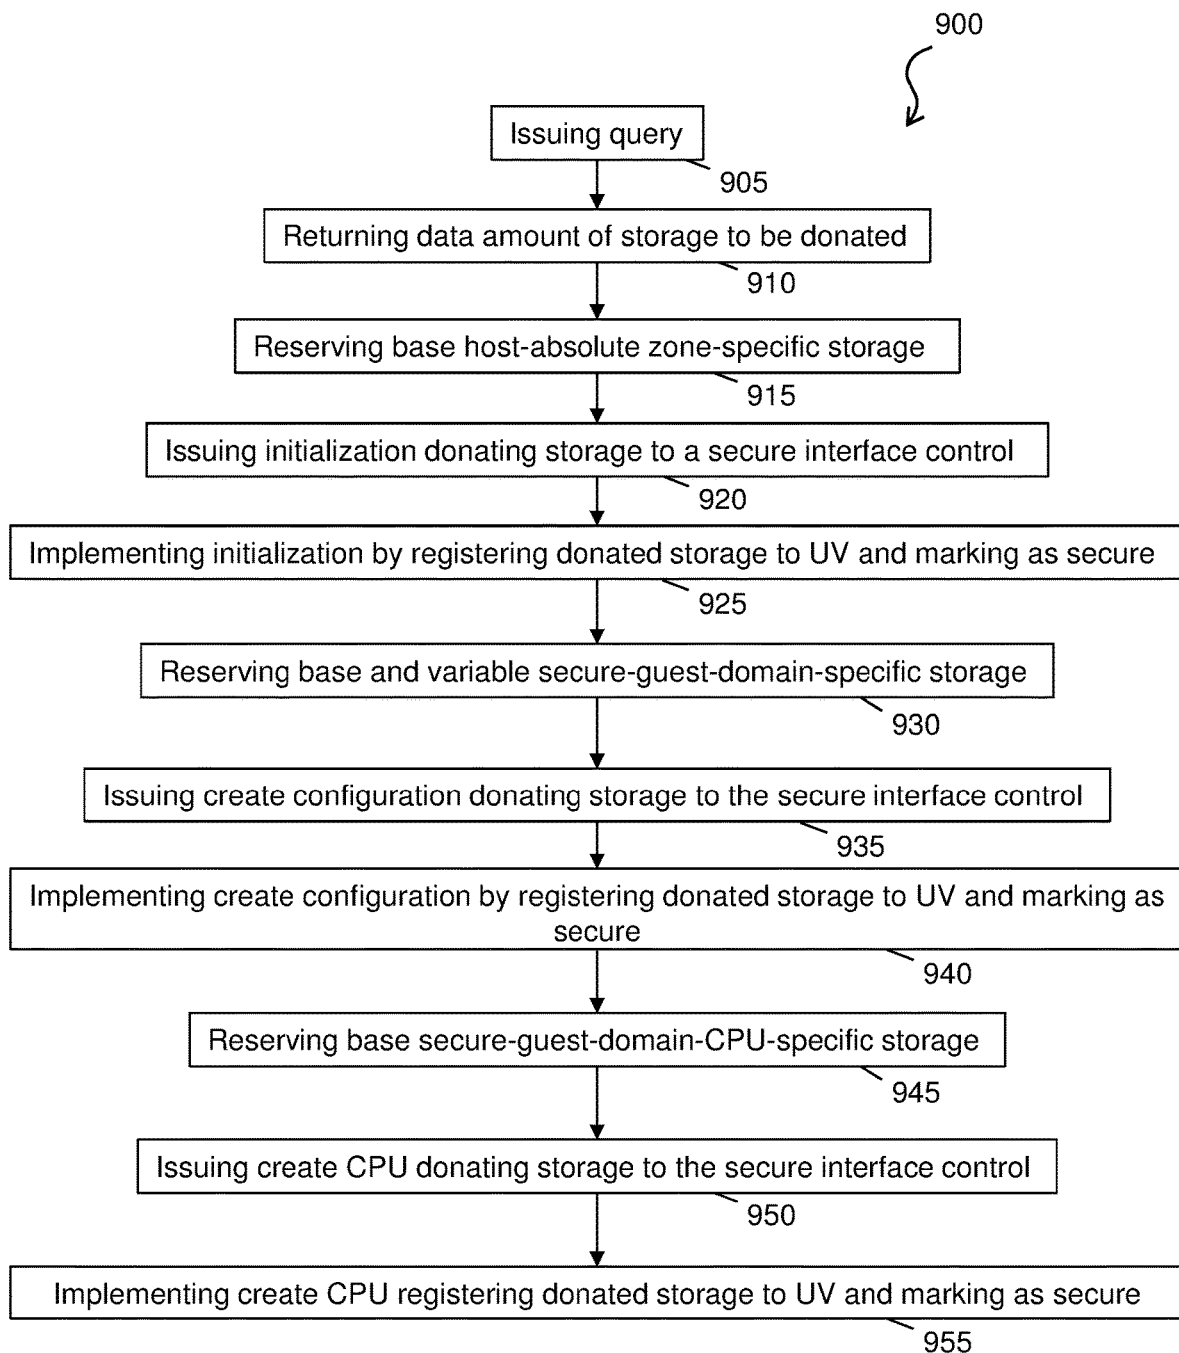 900
Issuing query
905
Returning data amount of storage to be donated
910
Reserving base host-absolute zone-specific storage
915
Issuing initialization donating storage to a secure interface control
920
Implementing initialization by registering donated storage to UV and marking as secure
925
Reserving base and variable secure-guest-domain-specific storage
930
Issuing create configuration donating storage to the secure interface control
935
Implementing create configuration by registering donated storage to UV and marking as
secure
940
Reserving base secure-guest-domain-CPU-specific storage
945
Issuing create CPU donating storage to the secure interface control
950
Implementing create CPU registering donated storage to UV and marking as secure
955